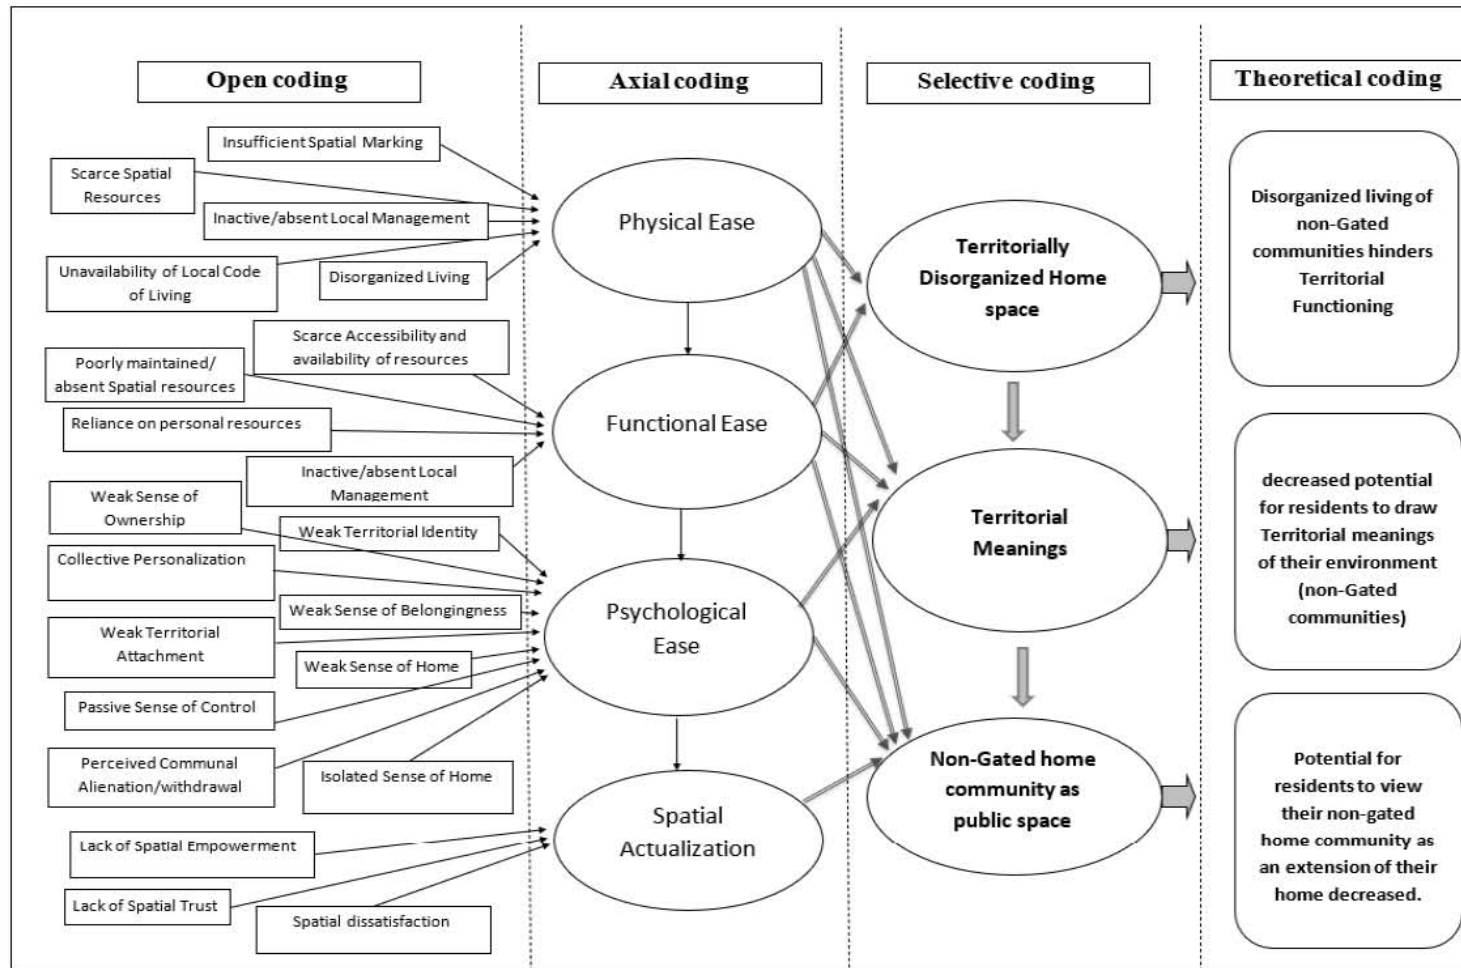 Open coding
Axial coding
Selective coding
Theoretical coding
Insufficient Spatial Marking
Scarce Spatial
Resources
Inactive/absent Local Management
Unavailability of Local Code
of Living
Disorganized Living
Scarce Accessibility and
availability of resources
Poorly maintained/
absent Spatial resources
Reliance on personal resources
Inactive/absent Local
Management
Weak Sense of
Ownership
Weak Territorial Identity
Collective Personalization
Weak Sense of Belongingness
Weak Territorial
Attachment
Weak Sense of Home
Passive Sense of Control
Perceived Communal
Alienation/withdrawal
Isolated Sense of Home
Lack of Spatial Empowerment
Lack of Spatial Trust
Spatial dissatisfaction
Physical Ease
Functional Ease
Psychological
Ease
Spatial
Actualization
Territorially
Disorganized Home
space
Territorial
Meanings
Non-Gated home
community as
public space
Disorganized living of
non-Gated
communities hinders
Territorial
Functioning
decreased potential
for residents to draw
Territorial meanings
of their environment
(non-Gated
communities)
Potential for
residents to view
their non-gated
home community as
an extension of their
home decreased.